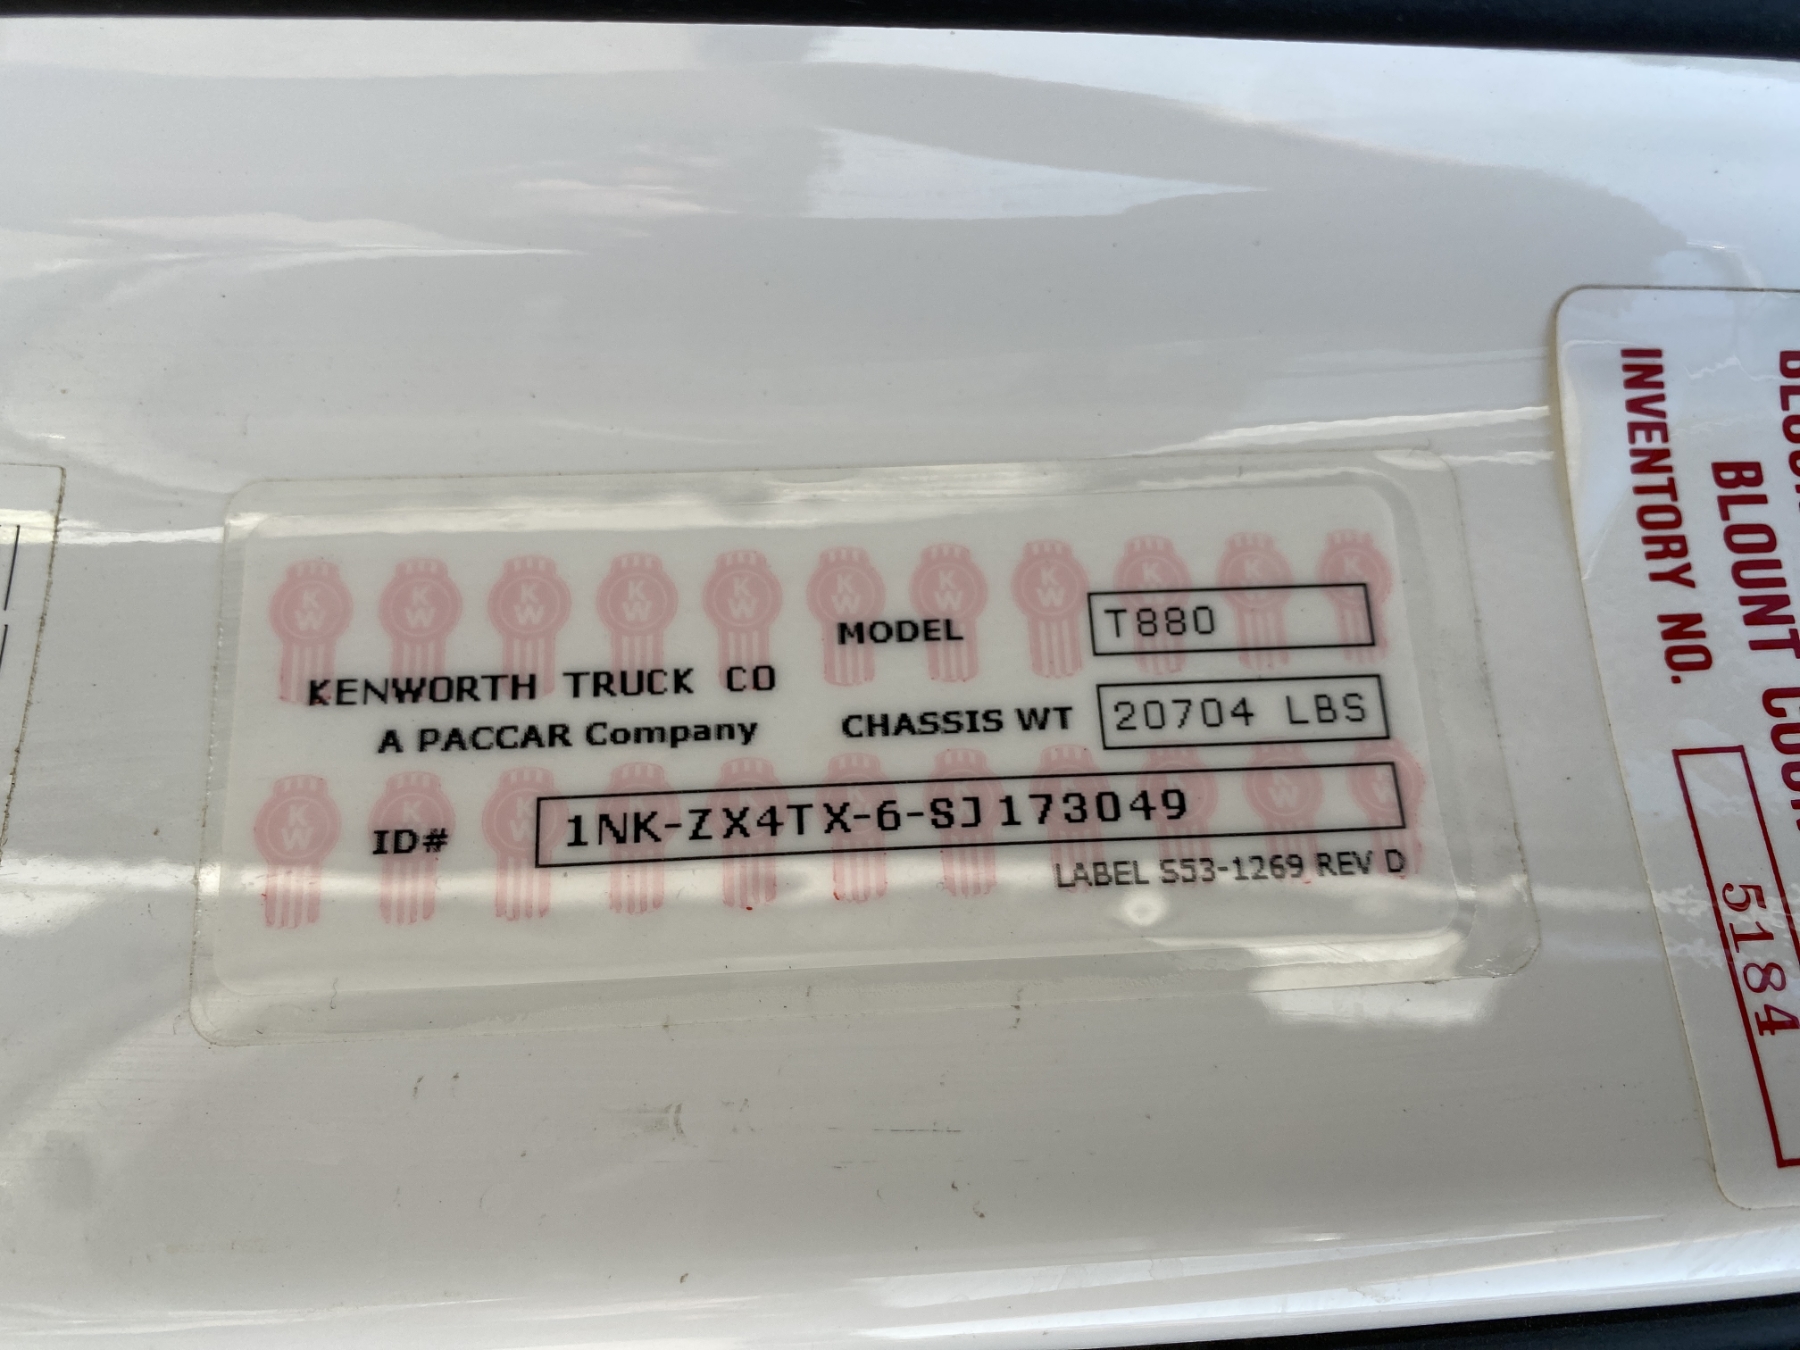 KENWORTH TRUCK CO
A PACCAR Company
MODEL T880
CHASSIS WT 20704 LBS
ID# 1NK-ZX4TX-6-SJ173049
LABEL S53-1269 REV D
BLOUNT
INVENTORY NO. 5184